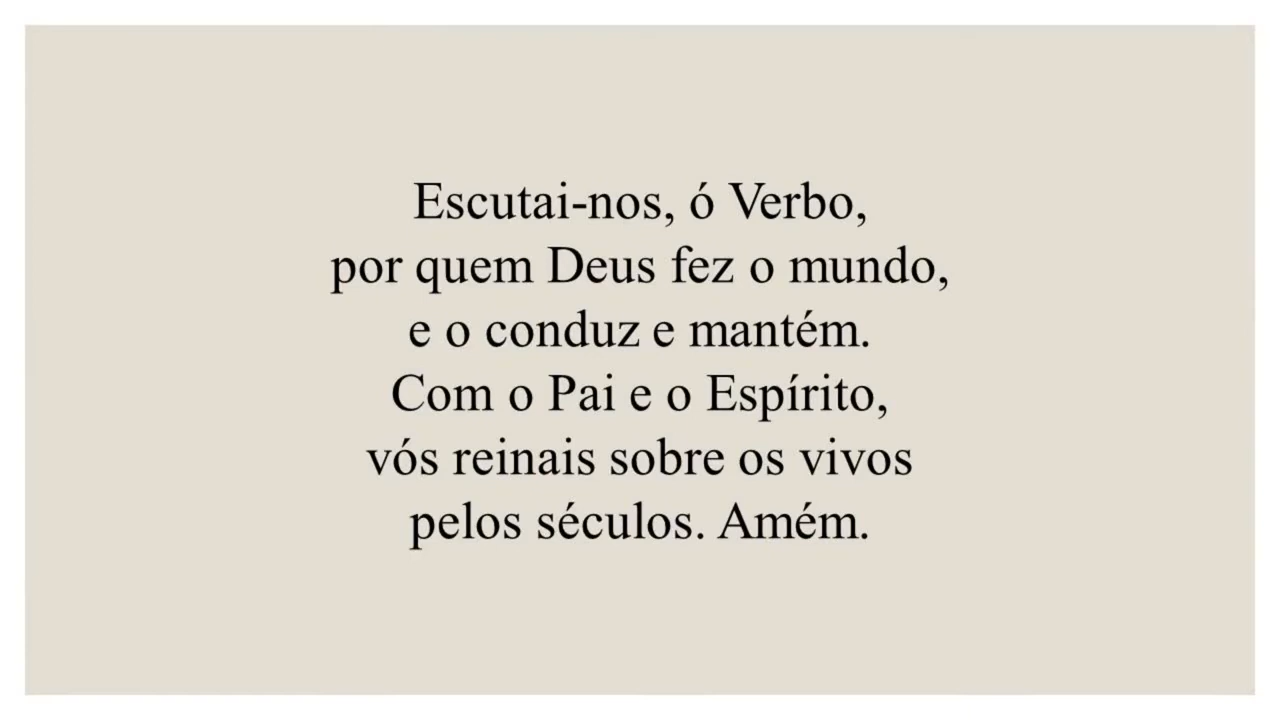 Escutai-nos, ó Verbo,
por quem Deus fez o mundo,
e o conduz e mantém.
Com o Pai e o Espírito,
vós reinais sobre os vivos
pelos séculos. Amém.